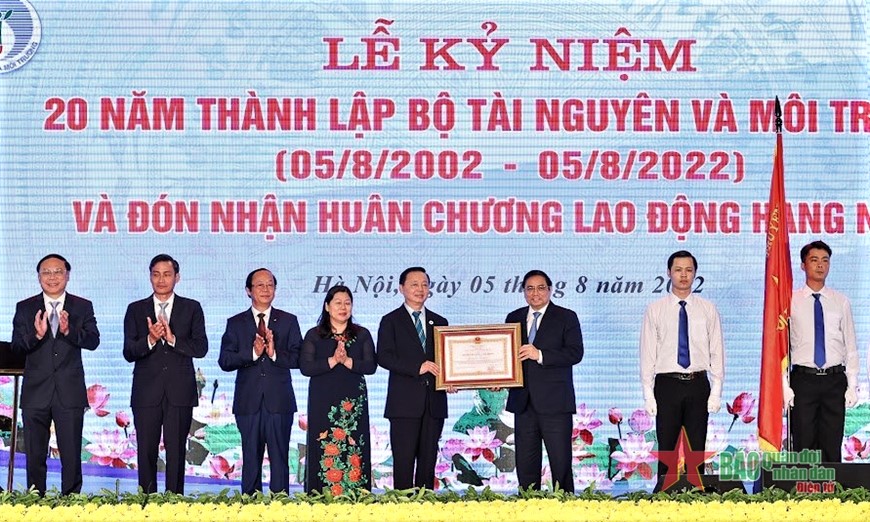 LỄ KỶ NIỆM
20 NĂM THÀNH LẬP BỘ TÀI NGUYÊN VÀ MÔI TR
(05/8/2002 - 05/8/2022)
VÀ ĐÓN NHẬN HUÂN CHƯƠNG LAO ĐỘNG HẠNG N
Hà Nội, ngày 05 tháng 8 năm 2022
BÁO quân đội nhân dân
Điện tử